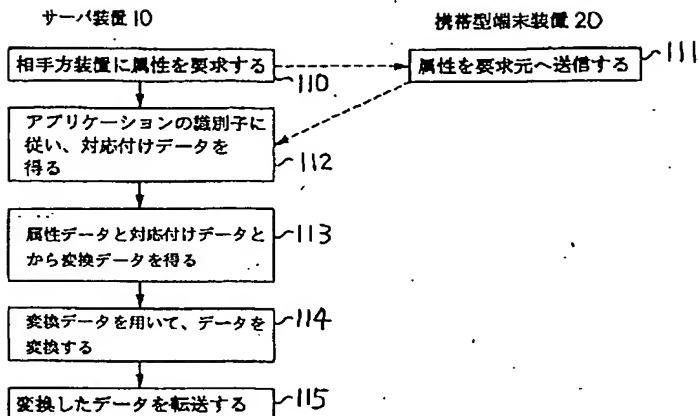 サーバ装置10
携帯型端末装置20
相手方装置に属性を要求する
110
属性を要求元へ送信する
111
アプリケーションの識別子に
従い、対応付けデータを
得る
112
属性データと対応付けデータと
から変換データを得る
113
変換データを用いて、データを
変換する
114
変換したデータを転送する
115